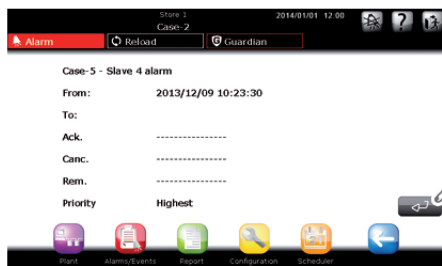 Store 1
2014/01/01 12:00
Case-2
Alarm
Reload
Guardian
Case-5 - Slave 4 alarm
From: 2013/12/09 10:23:30
To:
Ack. ----------------
Canc. ----------------
Rem. ----------------
Priority Highest
Plant Alarms/Events Report Configuration Scheduler